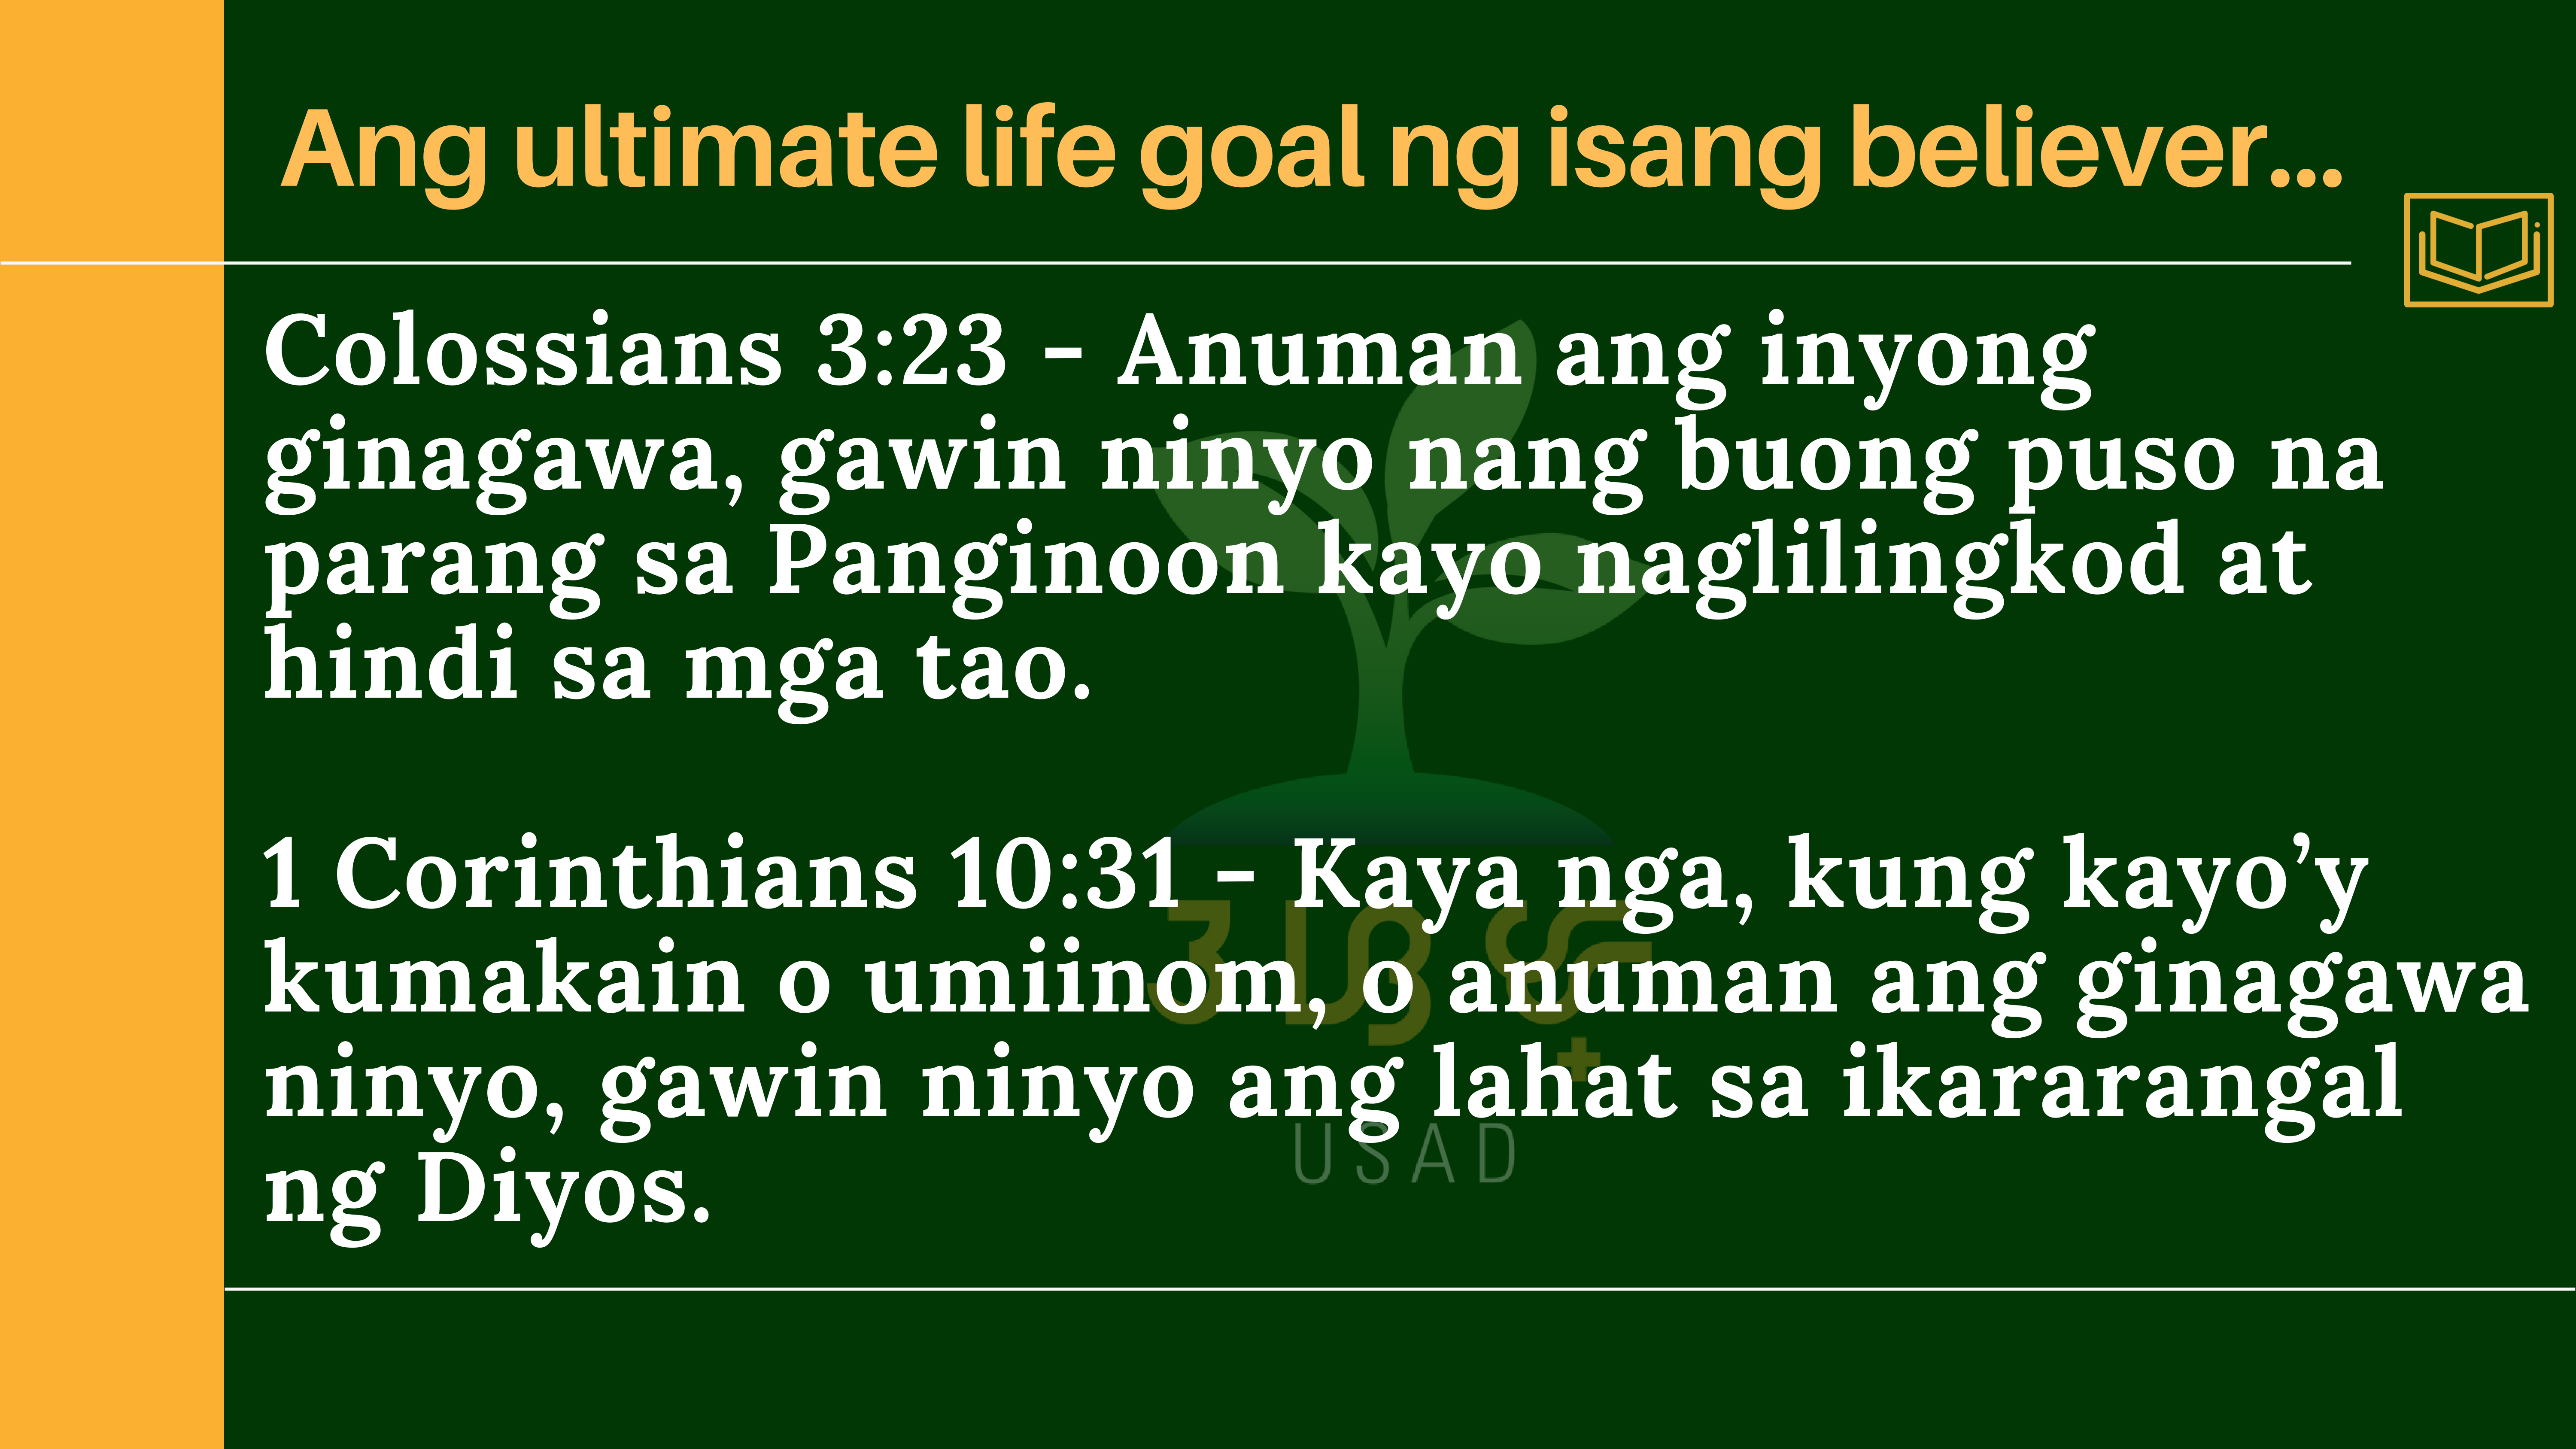 Ang ultimate life goal ng isang believer...
Colossians 3:23 – Anuman ang inyong
ginagawa, gawin ninyo nang buong puso na
parang sa Panginoon kayo naglilingkod at
hindi sa mga tao.
1 Corinthians 10:31 – Kaya nga, kung kayo’y
kumakain o umiinom, o anuman ang ginagawa
ninyo, gawin ninyo ang lahat sa ikararangal
ng Diyos.
USAD